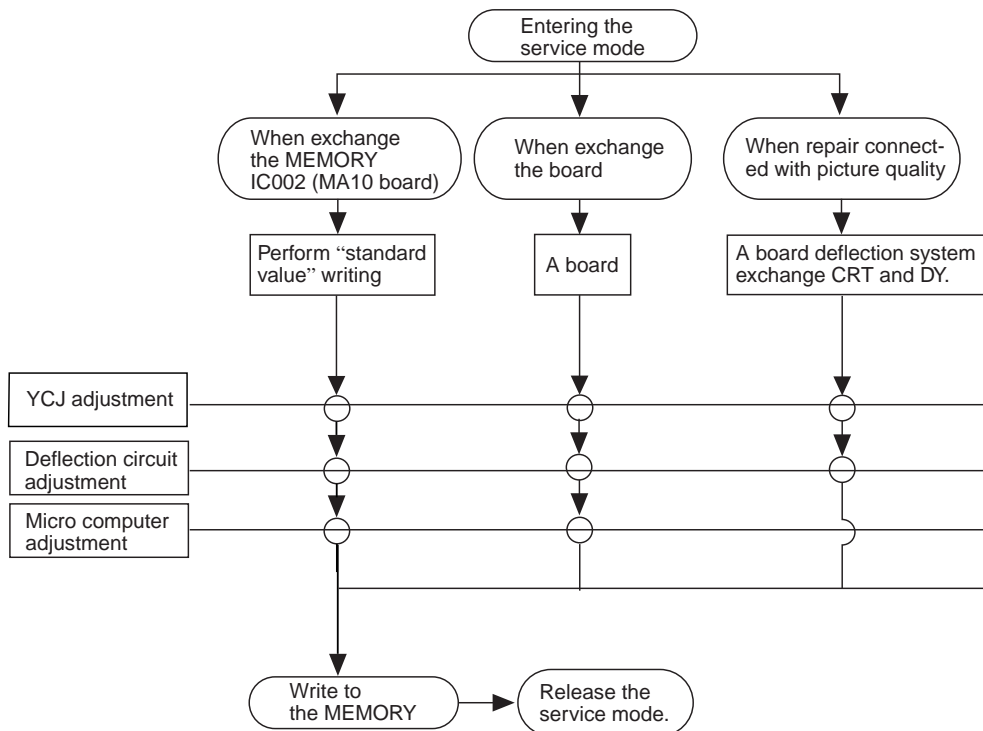 Entering the
service mode
When exchange
the MEMORY
IC002 (MA10 board)
When exchange
the board
When repair connect-
ed with picture quality
Perform “standard
value” writing
A board
A board deflection system
exchange CRT and DY.
YCJ adjustment
Deflection circuit
adjustment
Micro computer
adjustment
Write to
the MEMORY
Release the
service mode.